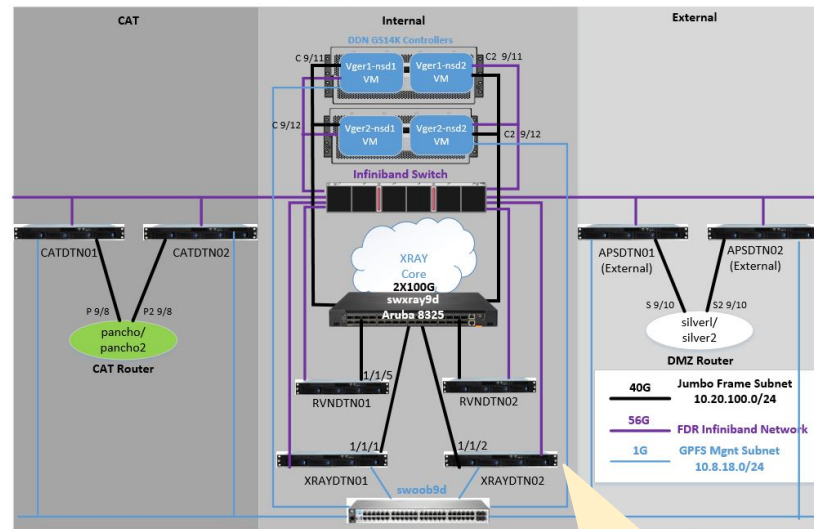 CAT
Internal
External
DDN GS14K Controllers
C 9/11
C2 9/11
Vger1-nsd1
VM
Vger1-nsd2
VM
C 9/12
C2 9/12
Vger2-nsd1
VM
Vger2-nsd2
VM
Infiniband Switch
CATDTN01
CATDTN02
P 9/8
P2 9/8
pancho/
pancho2
CAT Router
XRAY
Core
2X100G
swxray9d
Aruba 8325
1/1/5
RVNDTN01
RVNDTN02
1/1/1
1/1/2
XRAYDTN01
XRAYDTN02
swoob9d
APSDTN01
(External)
APSDTN02
(External)
S 9/10
S2 9/10
silverl/
silver2
DMZ Router
40G
Jumbo Frame Subnet
10.20.100.0/24
56G
FDR Infiniband Network
1G
GPFS Mgnt Subnet
10.8.18.0/24